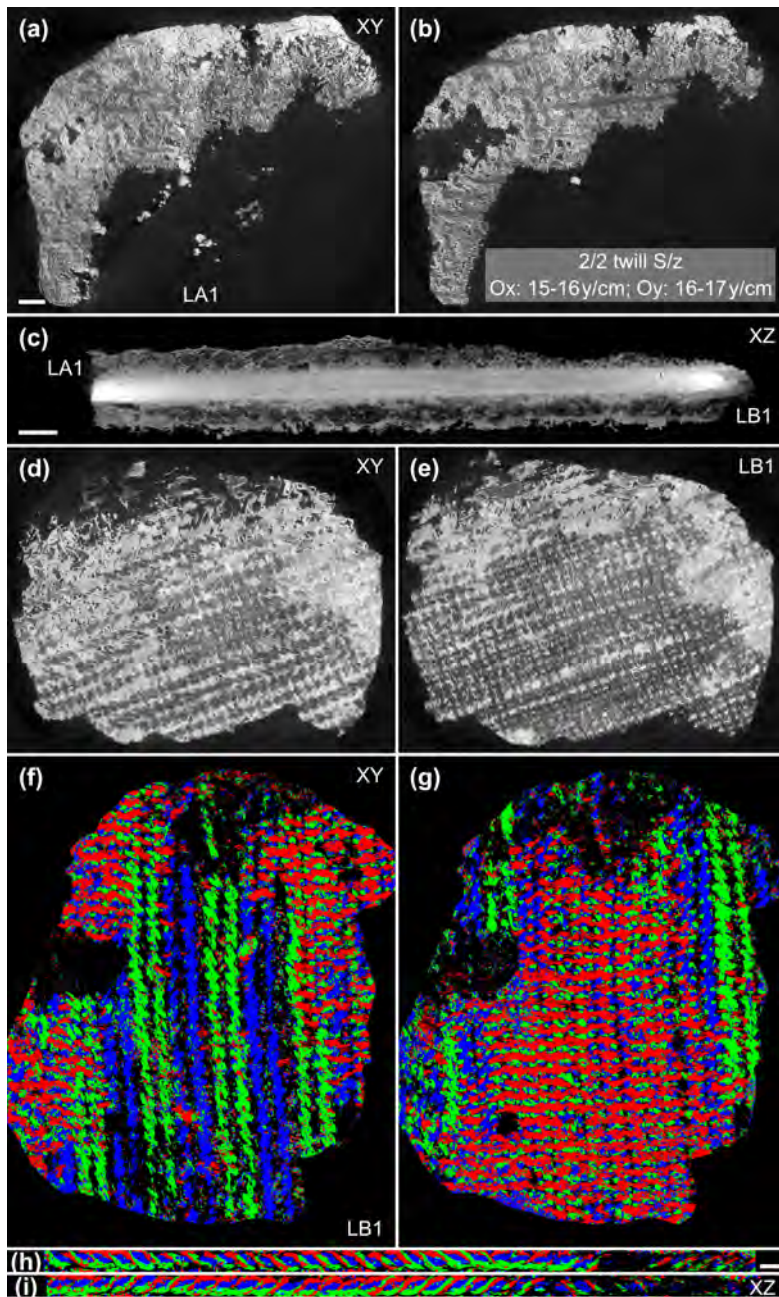 (a) XY
(b)
LA1
2/2 twill S/z
Ox: 15-16y/cm; Oy: 16-17y/cm
(c) XZ
LA1
LB1
(d) XY
(e) LB1
(f) XY
(g)
LB1
(h)
(i) XZ